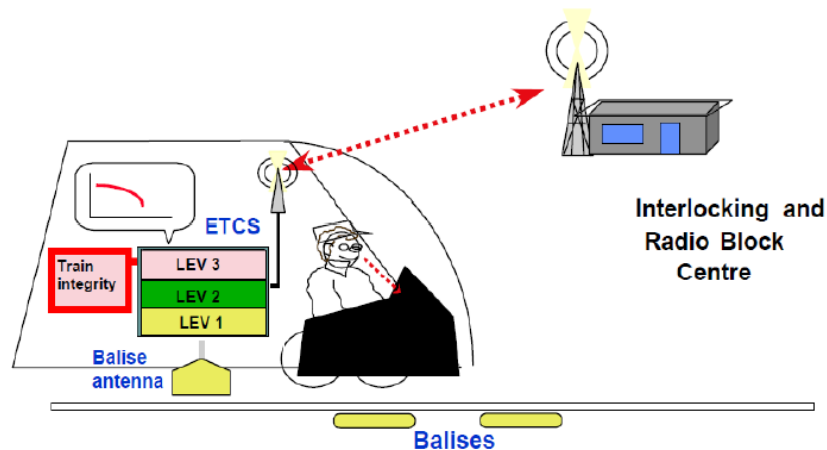 ETCS
Interlocking and
Radio Block
Centre
Train
integrity
LEV 3
LEV 2
LEV 1
Balise
antenna
Balises